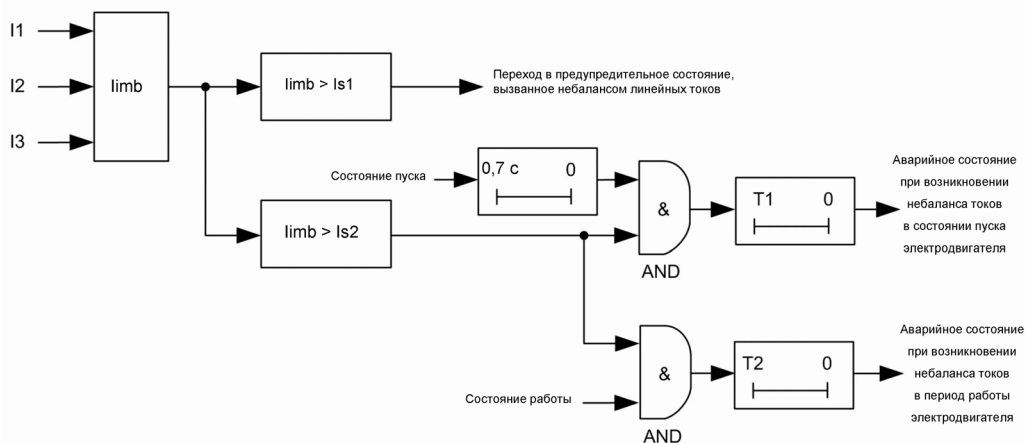 I1
I2
I3
Iimb
Iimb > Is1
Переход в предупредительное состояние,
вызванное небалансом линейных токов
Состояние пуска
0,7 с 0
&
AND
T1 0
Аварийное состояние
при возникновении
небаланса токов
в состоянии пуска
электродвигателя
Iimb > Is2
Состояние работы
&
AND
T2 0
Аварийное состояние
при возникновении
небаланса токов
в период работы
электродвигателя